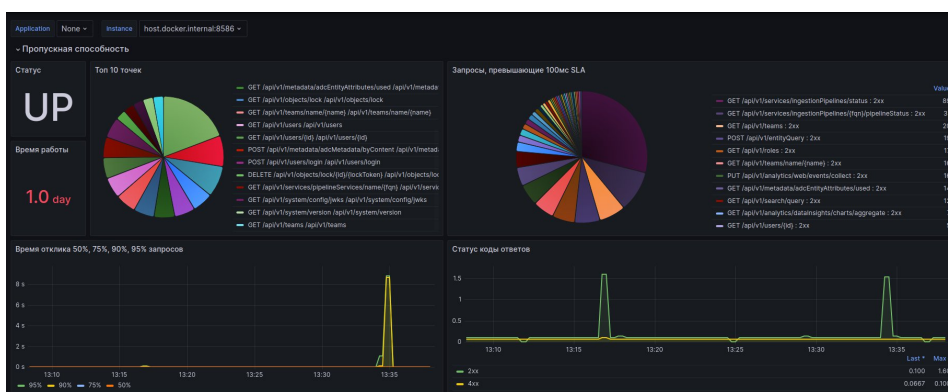 Application None Instance host.docker.internal:8586
Пропускная способность
Статус
UP
Время работы
1.0 day
Топ 10 точек
GET /api/v1/metadata/adcEntityAttributes/used /api/v1/metada
GET /api/v1/objects/lock /api/v1/objects/lock
GET /api/v1/teams/name/{name} /api/v1/teams/name/{name}
GET /api/v1/users /api/v1/users
GET /api/v1/users/{id} /api/v1/users/{id}
POST /api/v1/metadata/adcMetadata/byContent /api/v1/metad
POST /api/v1/users/login /api/v1/users/login
DELETE /api/v1/objects/lock/{id}/{lockToken} /api/v1/objects/loc
GET /api/v1/services/pipelineServices/name/{fqn} /api/v1/servic
GET /api/v1/system/config/jwks /api/v1/system/config/jwks
GET /api/v1/system/version /api/v1/system/version
GET /api/v1/teams /api/v1/teams
Запросы, превышающие 100мс SLA
Value
GET /api/v1/services/ingestionPipelines/status : 2xx
GET /api/v1/services/ingestionPipelines/{fqn}/pipelineStatus : 2xx
GET /api/v1/teams : 2xx
POST /api/v1/entityQuery : 2xx
GET /api/v1/roles : 2xx
GET /api/v1/teams/name/{name} : 2xx
PUT /api/v1/analytics/web/events/collect : 2xx
GET /api/v1/metadata/adcEntityAttributes/used : 2xx
GET /api/v1/search/query : 2xx
GET /api/v1/analytics/dataInsights/charts/aggregate : 2xx
GET /api/v1/users/{id} : 2xx
Время отклика 50%, 75%, 90%, 95% запросов
8 s
6 s
4 s
2 s
0 s
13:10 13:15 13:20 13:25 13:30 13:35
95% 90% 75% 50%
Статус коды ответов
1.5
1
0.5
0
13:10 13:15 13:20 13:25 13:30 13:35
Last * Max
2xx 0.100
4xx 0.0667